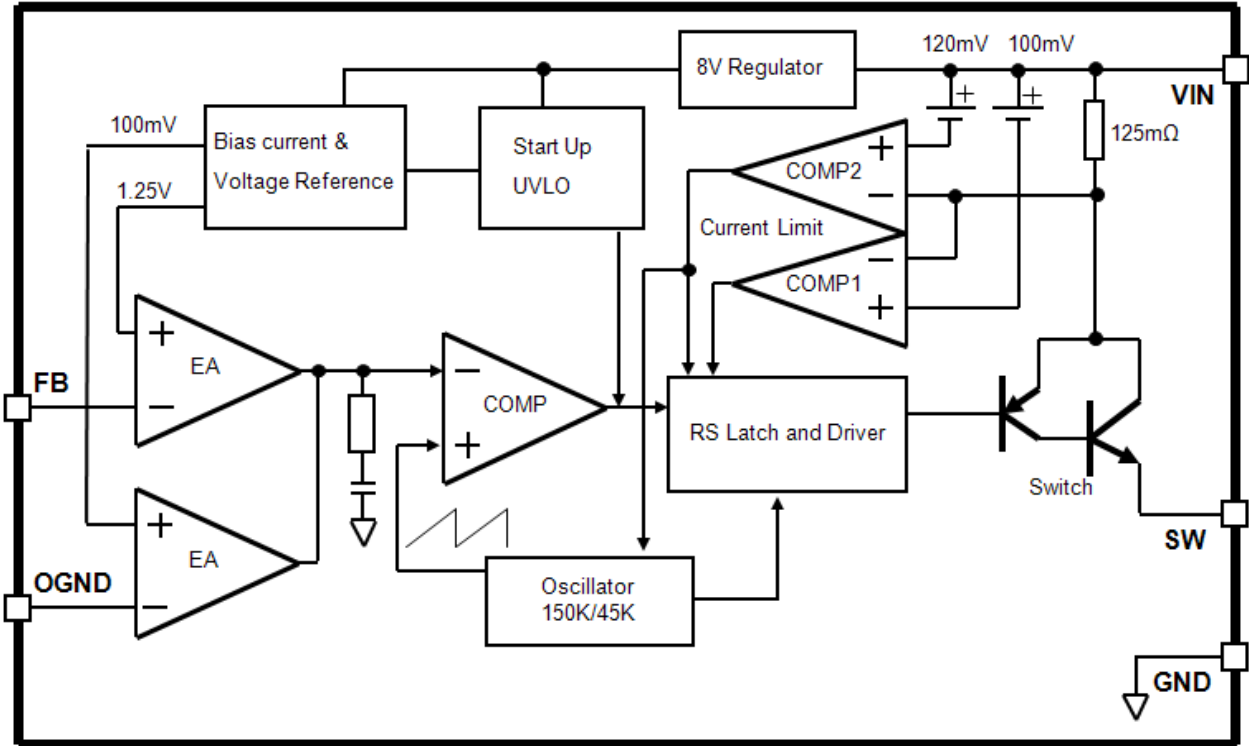 120mV 100mV
8V Regulator
VIN
100mV
Bias current &
Voltage Reference
Start Up
UVLO
125mΩ
1.25V
+
COMP2
−
Current Limit
−
COMP1
+
+
EA
−
FB
−
COMP
+
RS Latch and Driver
Switch
SW
+
EA
−
OGND
Oscillator
150K/45K
GND
+
+